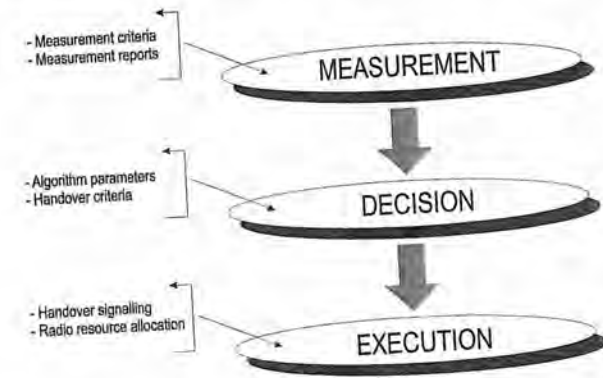 - Measurement criteria
- Measurement reports
MEASUREMENT
- Algorithm parameters
- Handover criteria
DECISION
- Handover signalling
- Radio resource allocation
EXECUTION